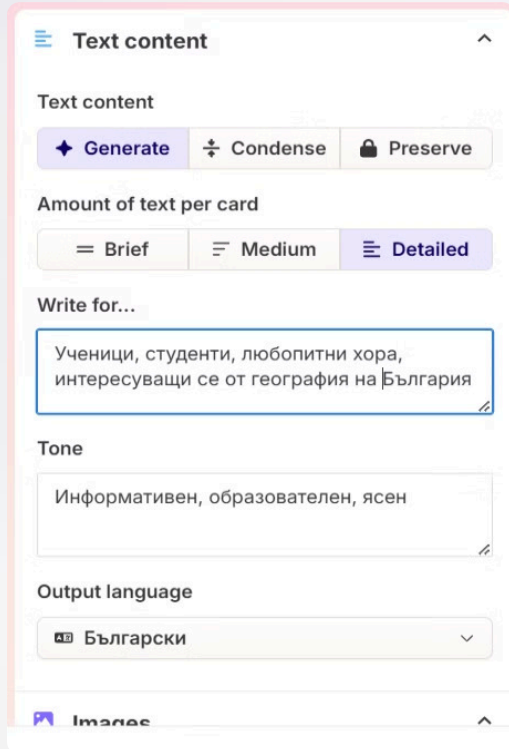 Text content
Text content
Generate Condense Preserve
Amount of text per card
Brief Medium Detailed
Write for...
Ученици, студенти, любопитни хора,
интересуващи се от география на България
Tone
Информативен, образователен, ясен
Output language
Български
Images